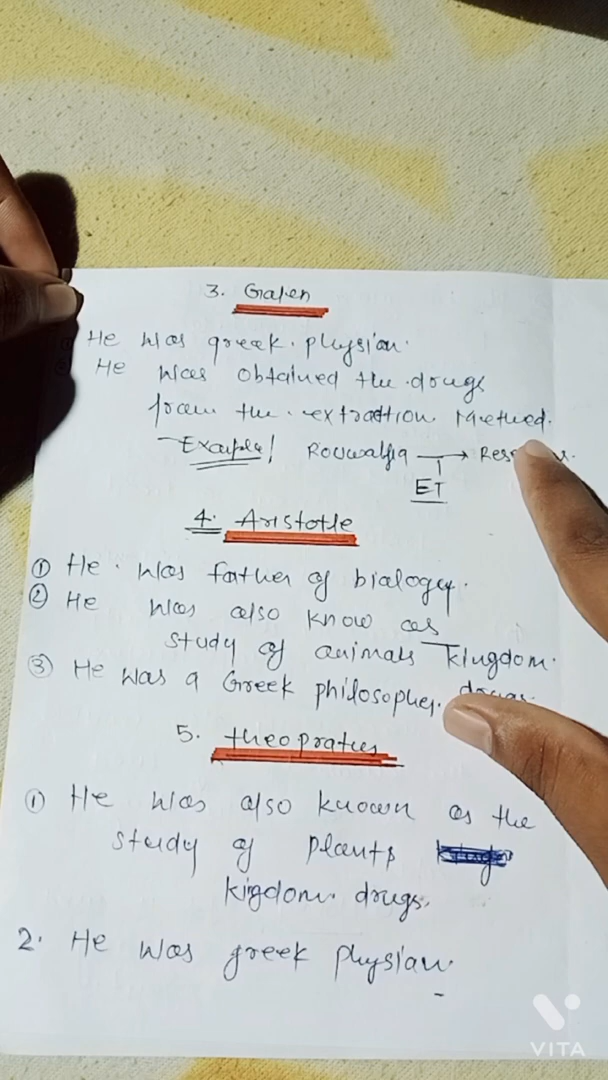 3. Galen
He was greek. physian.
He was obtained the drugs
from the extraction Method.
Example!
ET
4. Aristotle
① He was father of bialogy.
② He was also know as
study of animals kingdom.
③ He was a Greek philosopher.
5. theopratus
① He was also known as the
study of plants
kigdom. drugs.
2. He was greek physian.
VITA